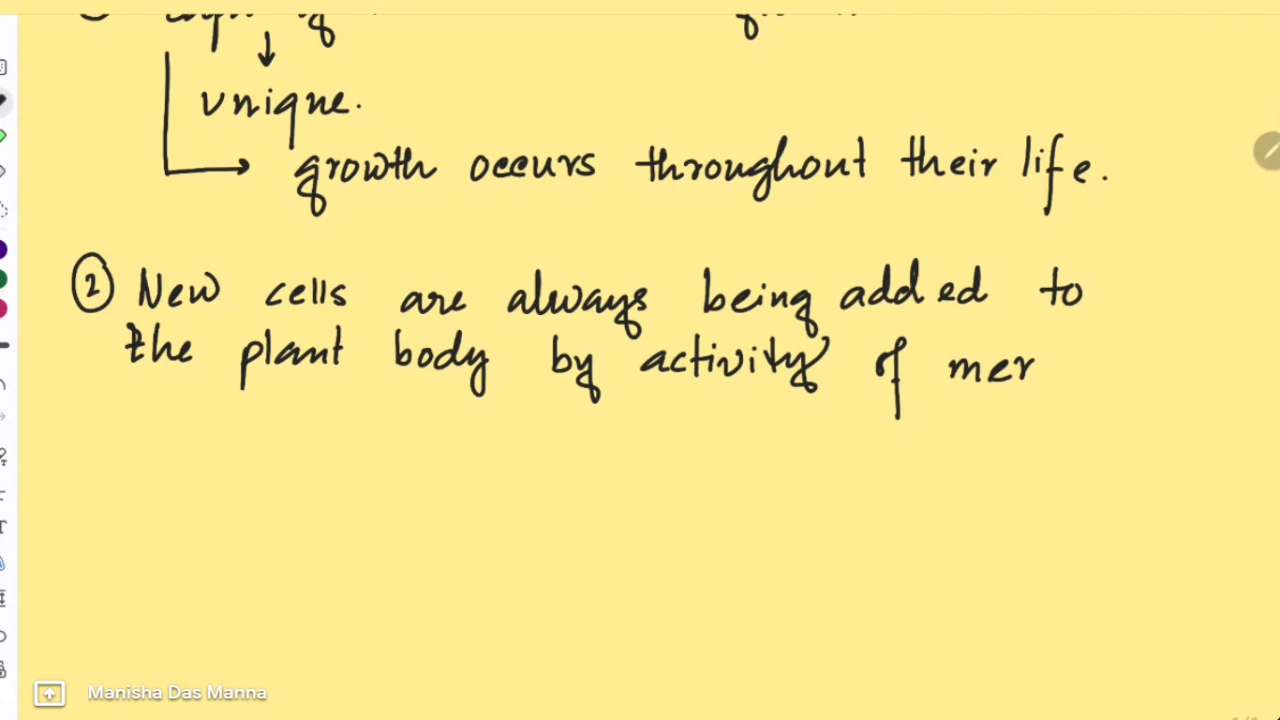 unique.
growth occurs throughout their life.
② New cells are always being added to
the plant body by activity of mer
Manisha Das Manna